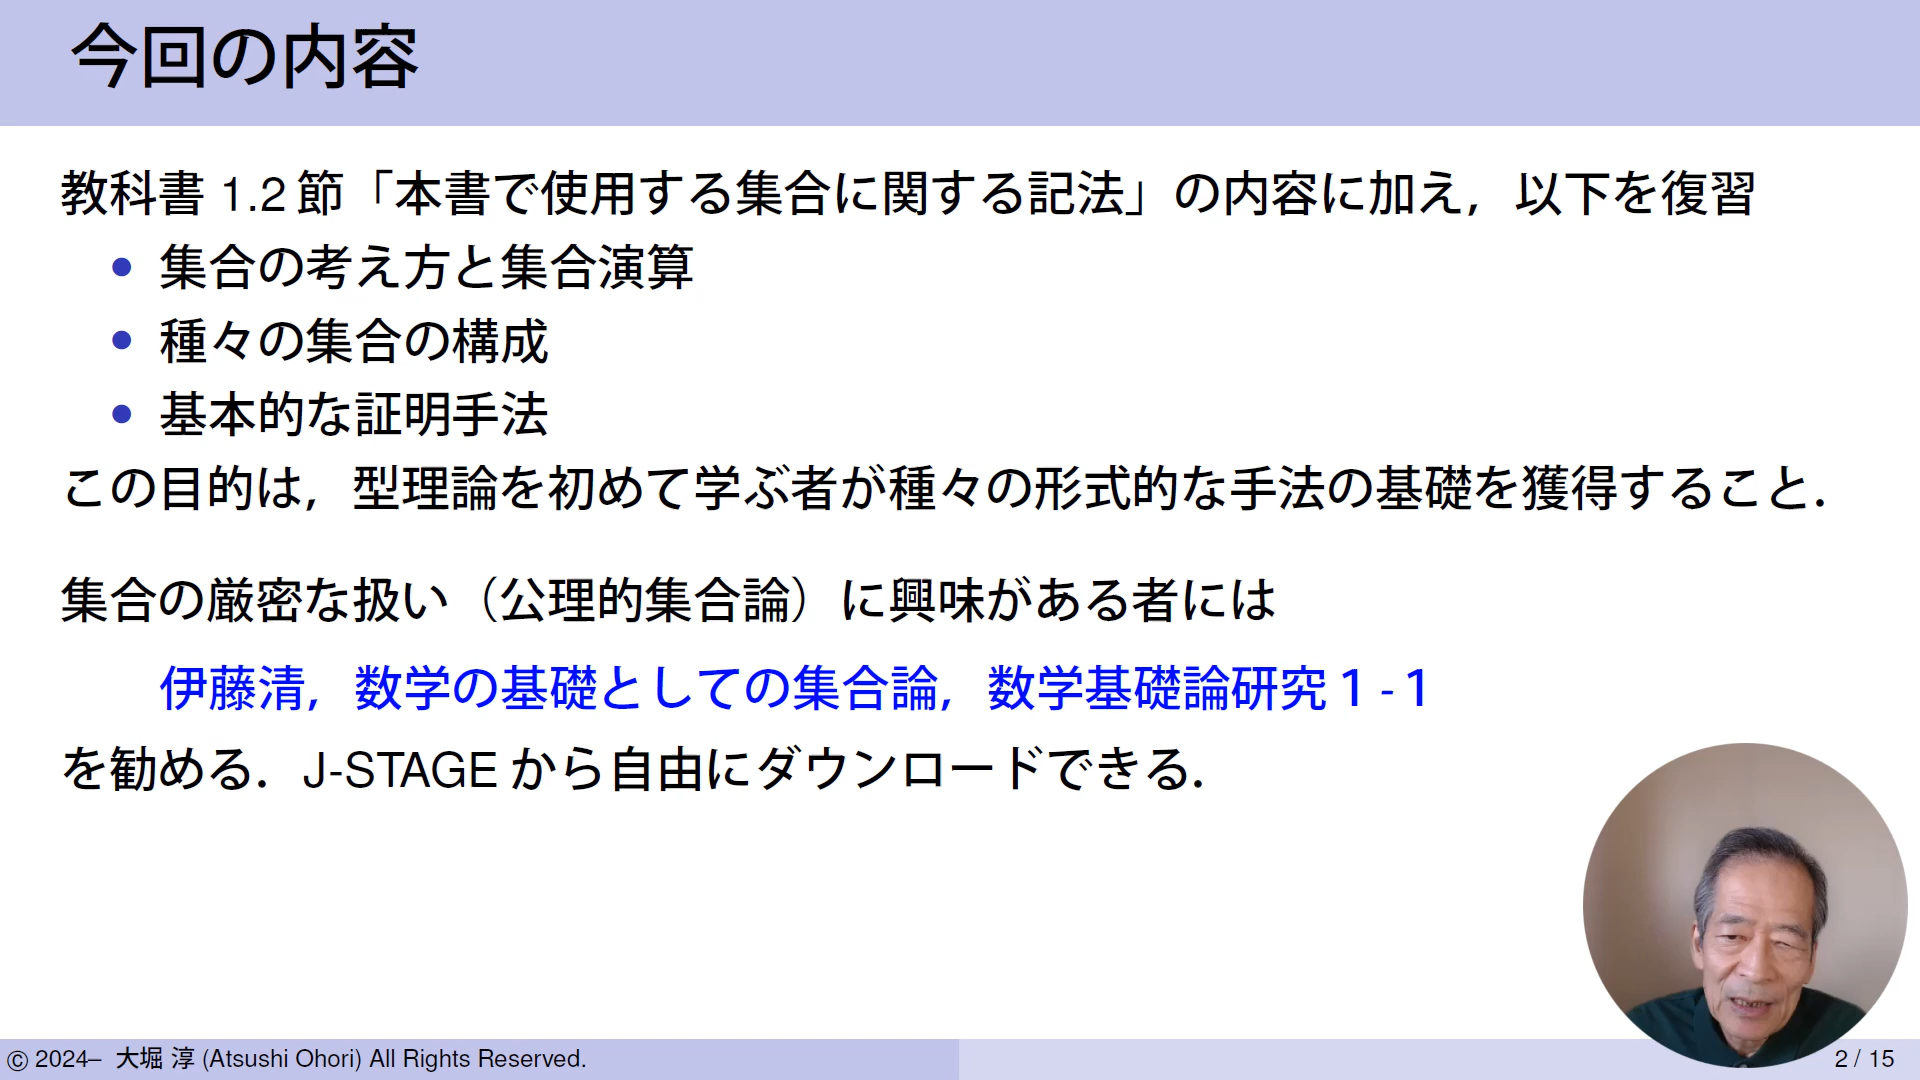 今回の内容
教科書 1.2 節「本書で使用する集合に関する記法」の内容に加え，以下を復習
• 集合の考え方と集合演算
• 種々の集合の構成
• 基本的な証明手法
この目的は，型理論を初めて学ぶ者が種々の形式的な手法の基礎を獲得すること．
集合の厳密な扱い（公理的集合論）に興味がある者には
伊藤清，数学の基礎としての集合論，数学基礎論研究１-１
を勧める．J-STAGE から自由にダウンロードできる．
© 2024– 大堀 淳 (Atsushi Ohori) All Rights Reserved.
2 / 15